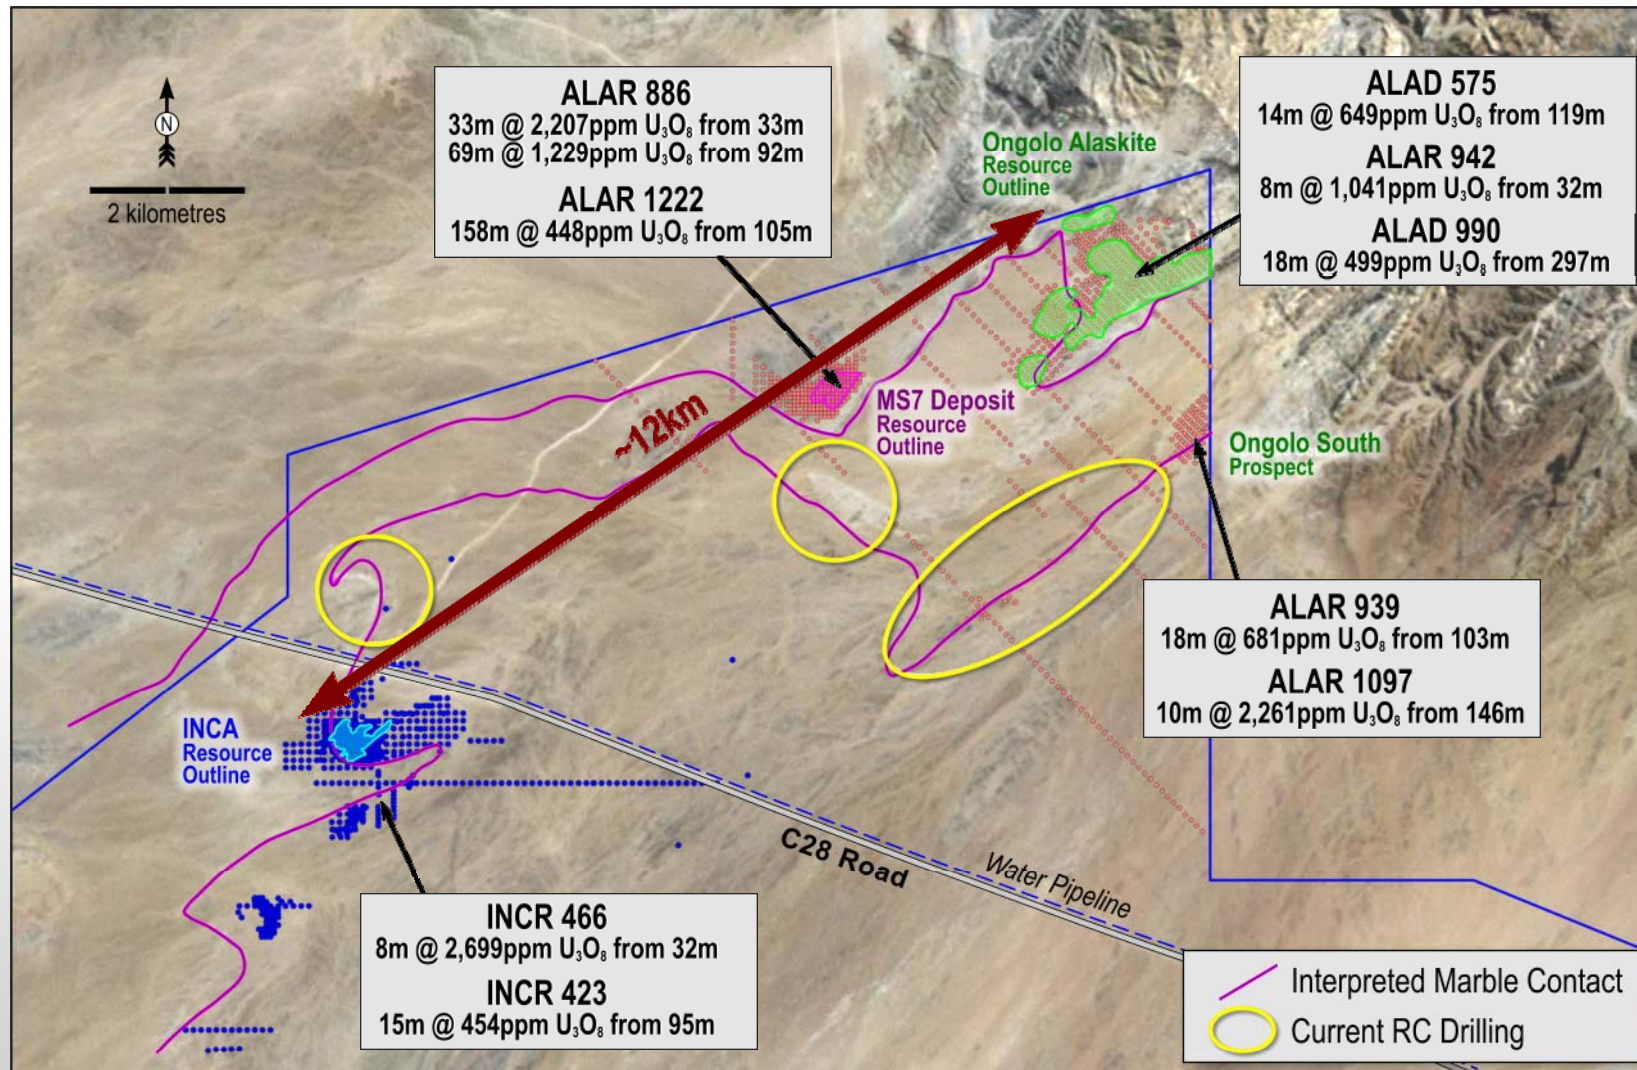 ALAR 886
33m @ 2,207ppm U₃O₈ from 33m
69m @ 1,229ppm U₃O₈ from 92m
ALAR 1222
158m @ 448ppm U₃O₈ from 105m
ALAD 575
14m @ 649ppm U₃O₈ from 119m
ALAR 942
8m @ 1,041ppm U₃O₈ from 32m
ALAD 990
18m @ 499ppm U₃O₈ from 297m
N
2 kilometres
Ongolo Alaskite
Resource
Outline
~12km
MS7 Deposit
Resource
Outline
Ongolo South
Prospect
ALAR 939
18m @ 681ppm U₃O₈ from 103m
ALAR 1097
10m @ 2,261ppm U₃O₈ from 146m
INCA
Resource
Outline
C28 Road
Water Pipeline
INCR 466
8m @ 2,699ppm U₃O₈ from 32m
INCR 423
15m @ 454ppm U₃O₈ from 95m
Interpreted Marble Contact
Current RC Drilling